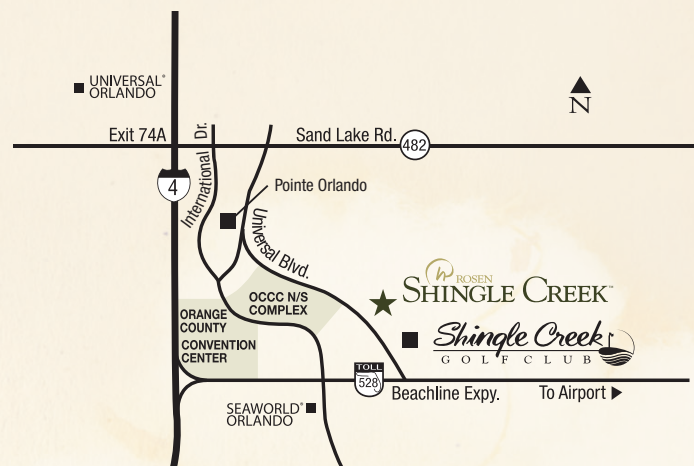 UNIVERSAL®
ORLANDO
N
Exit 74A
International Dr.
Sand Lake Rd.
482
4
Pointe Orlando
Universal Blvd.
ROSEN
SHINGLE CREEK™
OCCC N/S
COMPLEX
ORANGE
COUNTY
CONVENTION
CENTER
Shingle Creek
GOLF CLUB
TOLL
528
Beachline Expy.
To Airport ▶
SEAWORLD®
ORLANDO